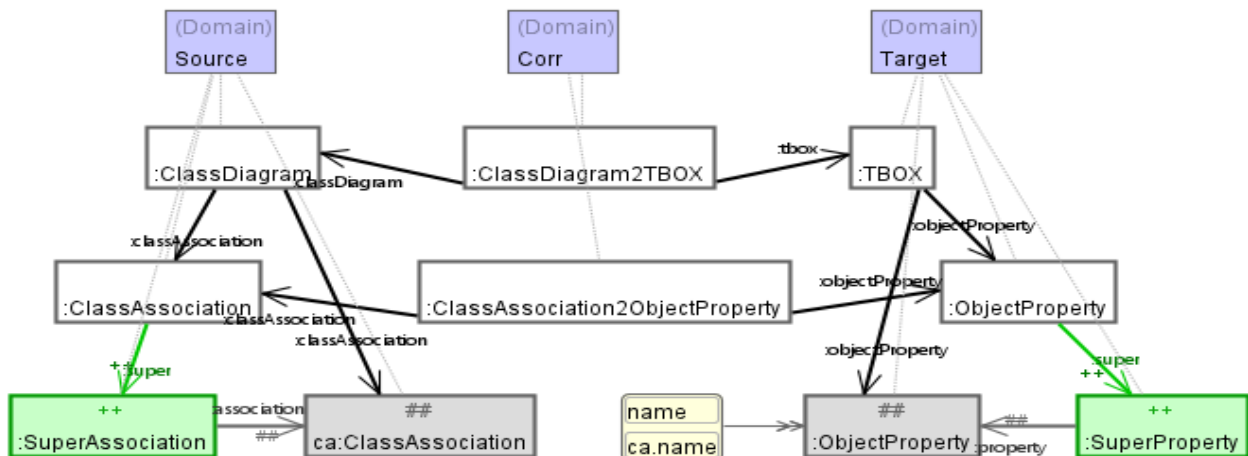 (Domain)
Source
(Domain)
Corr
(Domain)
Target
:ClassDiagram
:classDiagram
:ClassDiagram2TBOX
:tbox
:TBOX
:classAssociation
:objectProperty
:ClassAssociation
:classAssociation
:ClassAssociation2ObjectProperty
:objectProperty
:ObjectProperty
:classAssociation
:objectProperty
++
:super
:super
++
++
:SuperAssociation
:association
##
##
ca:ClassAssociation
name
ca.name
##
:ObjectProperty
##
:property
++
:SuperProperty